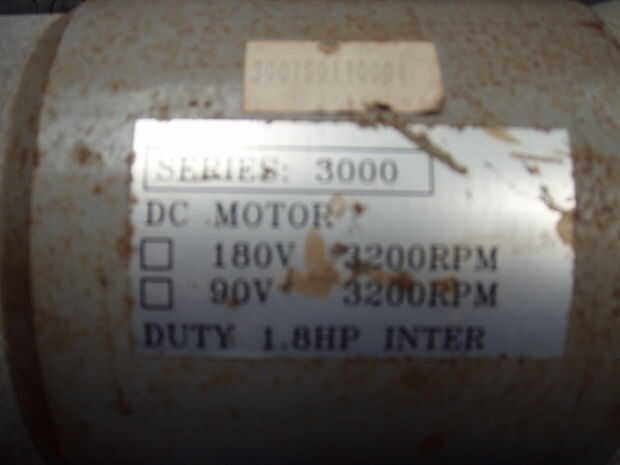 SERIES: 3000
DC MOTOR
180V 3200RPM
90V 3200RPM
DUTY 1.8HP INTER